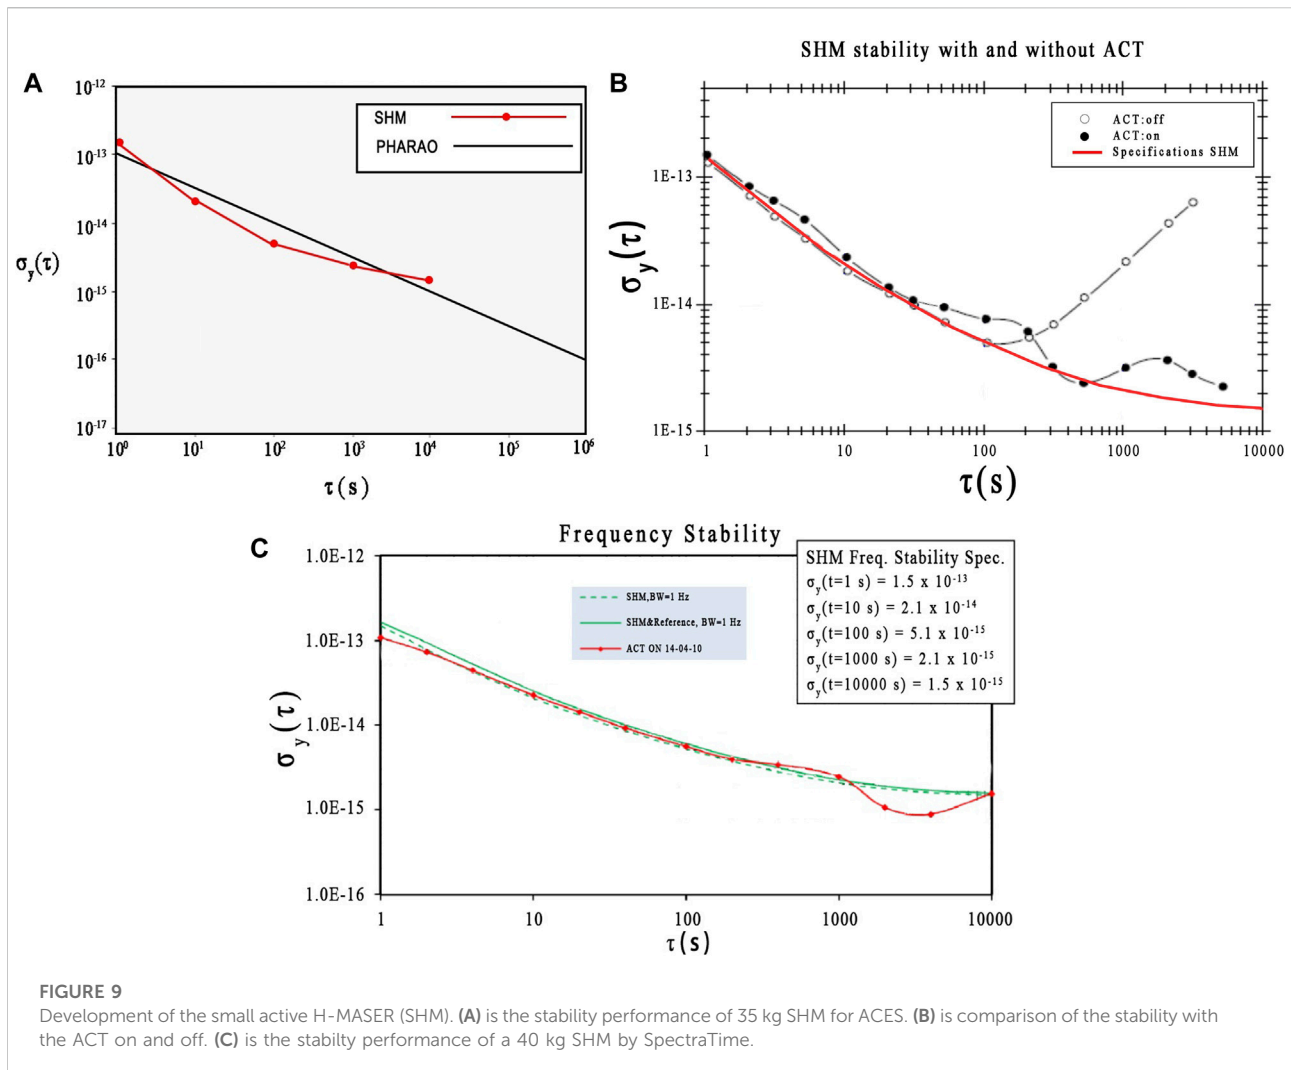 A
10⁻¹²
10⁻¹³
10⁻¹⁴
σy(τ)
10⁻¹⁵
10⁻¹⁶
10⁻¹⁷
SHM
PHARAO
10⁰ 10¹ 10² 10³ 10⁴ 10⁵ 10⁶
τ(s)
SHM stability with and without ACT
B
ACT:off
ACT:on
Specifications SHM
1E-13
σy(τ)
1E-14
1E-15
1 10 100 1000 10000
τ(s)
C
Frequency Stability
1.0E-12
1.0E-13
1.0E-14
σy(τ)
1.0E-15
1.0E-16
SHM,BW=1 Hz
SHM&Reference, BW=1 Hz
ACT ON 14-04-10
SHM Freq. Stability Spec.
σy(t=1 s) = 1.5 x 10⁻¹³
σy(t=10 s) = 2.1 x 10⁻¹⁴
σy(t=100 s) = 5.1 x 10⁻¹⁵
σy(t=1000 s) = 2.1 x 10⁻¹⁵
σy(t=10000 s) = 1.5 x 10⁻¹⁵
1 10 100 1000 10000
τ(s)
FIGURE 9
Development of the small active H-MASER (SHM). (A) is the stability performance of 35 kg SHM for ACES. (B) is comparison of the stability with
the ACT on and off. (C) is the stabilty performance of a 40 kg SHM by SpectraTime.